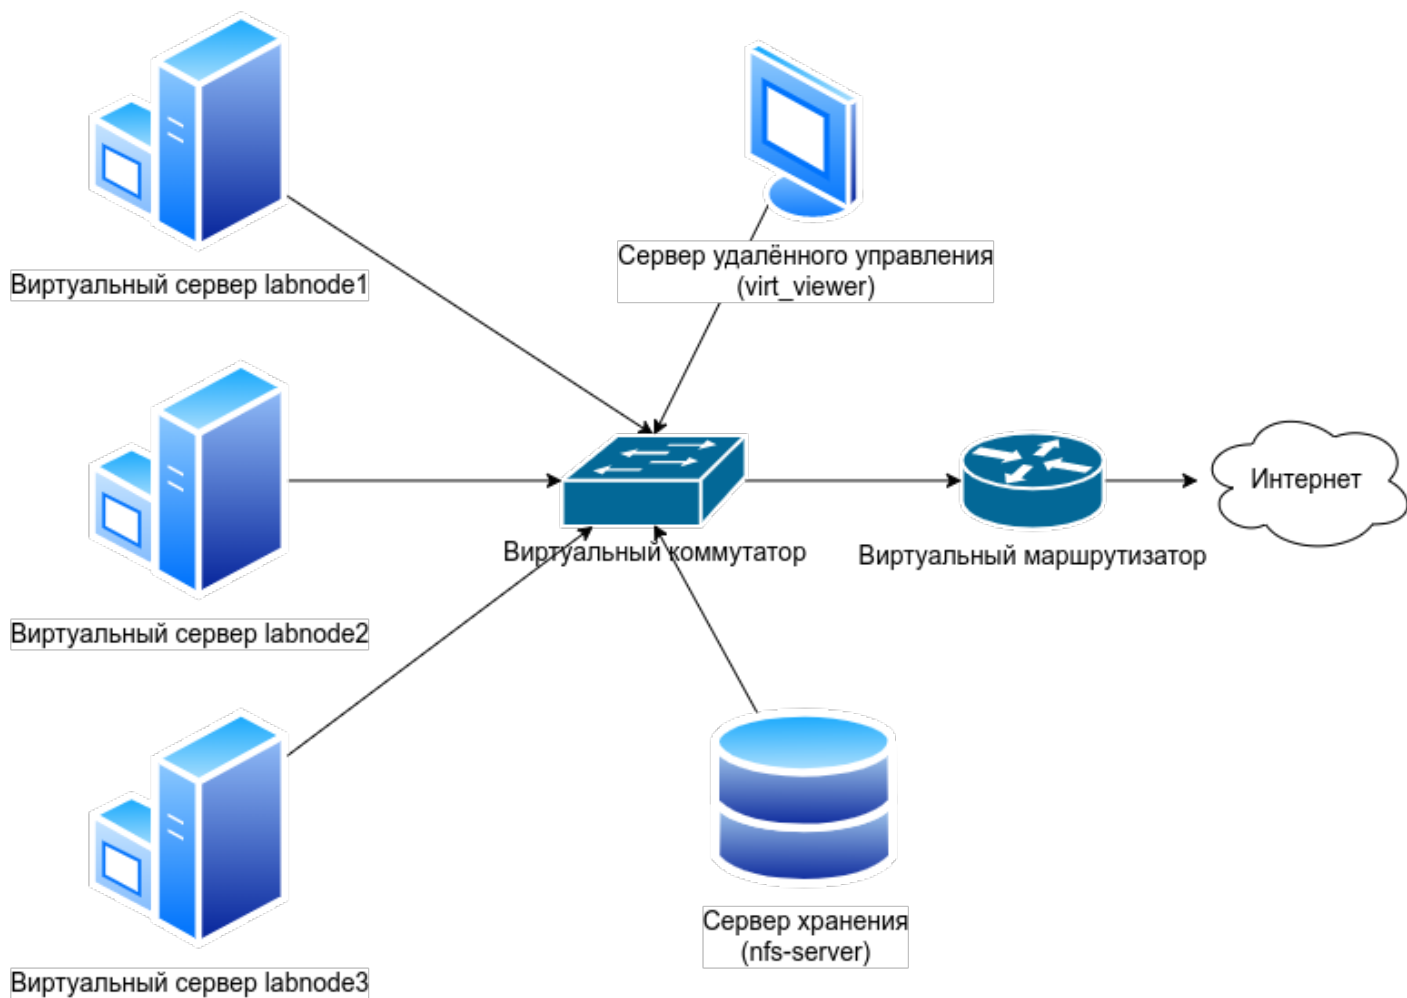 Виртуальный сервер labnode1
Сервер удалённого управления
(virt_viewer)
Виртуальный сервер labnode2
Виртуальный коммутатор
Виртуальный маршрутизатор
Интернет
Виртуальный сервер labnode3
Сервер хранения
(nfs-server)